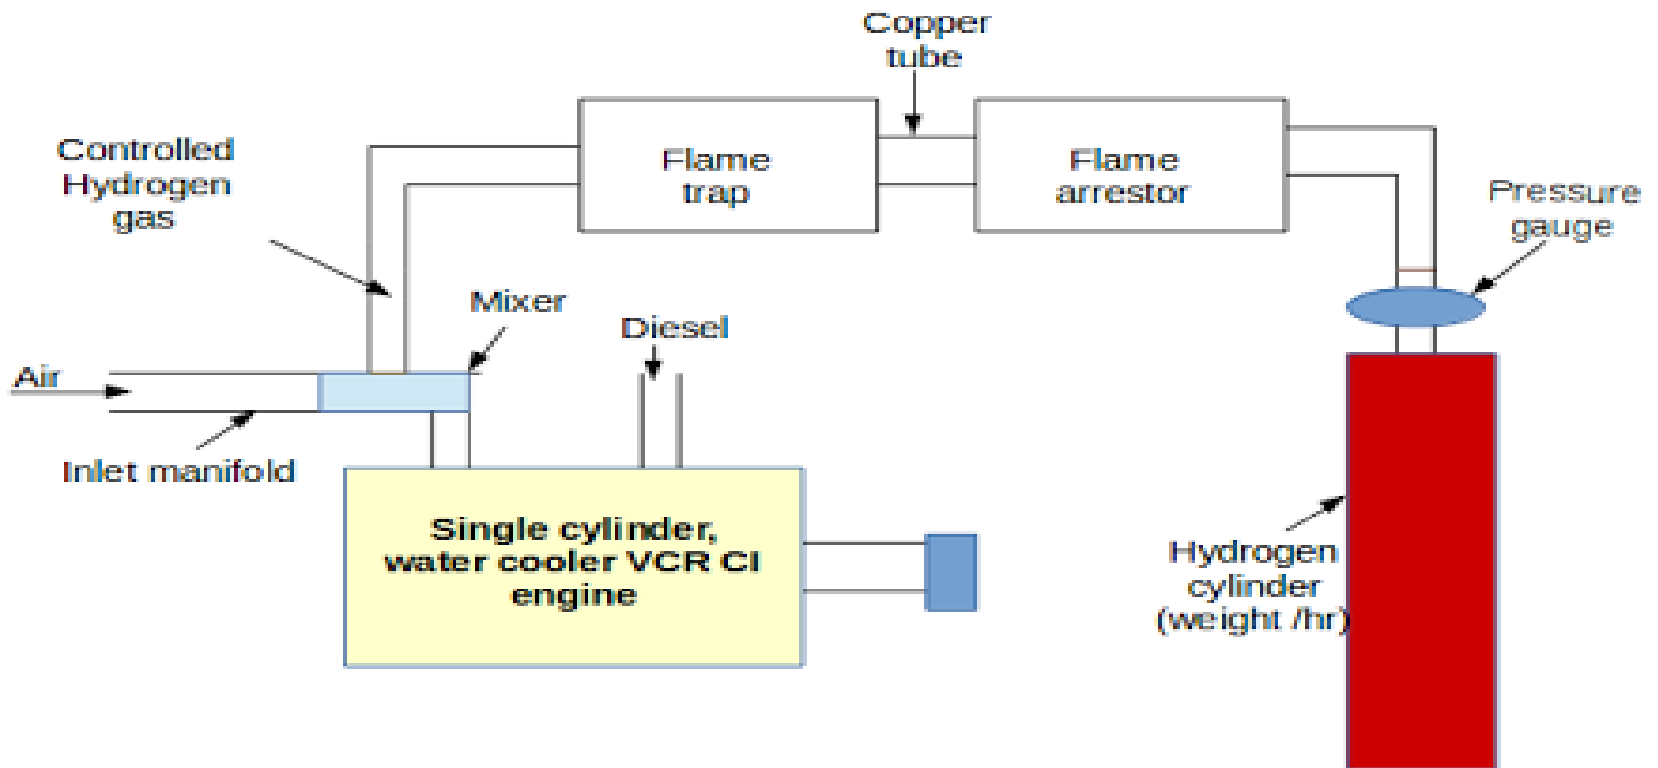 Copper
tube
Controlled
Hydrogen
gas
Flame
trap
Flame
arrestor
Pressure
gauge
Mixer
Diesel
Air
Inlet manifold
Single cylinder,
water cooler VCR CI
engine
Hydrogen
cylinder
(weight /hr)